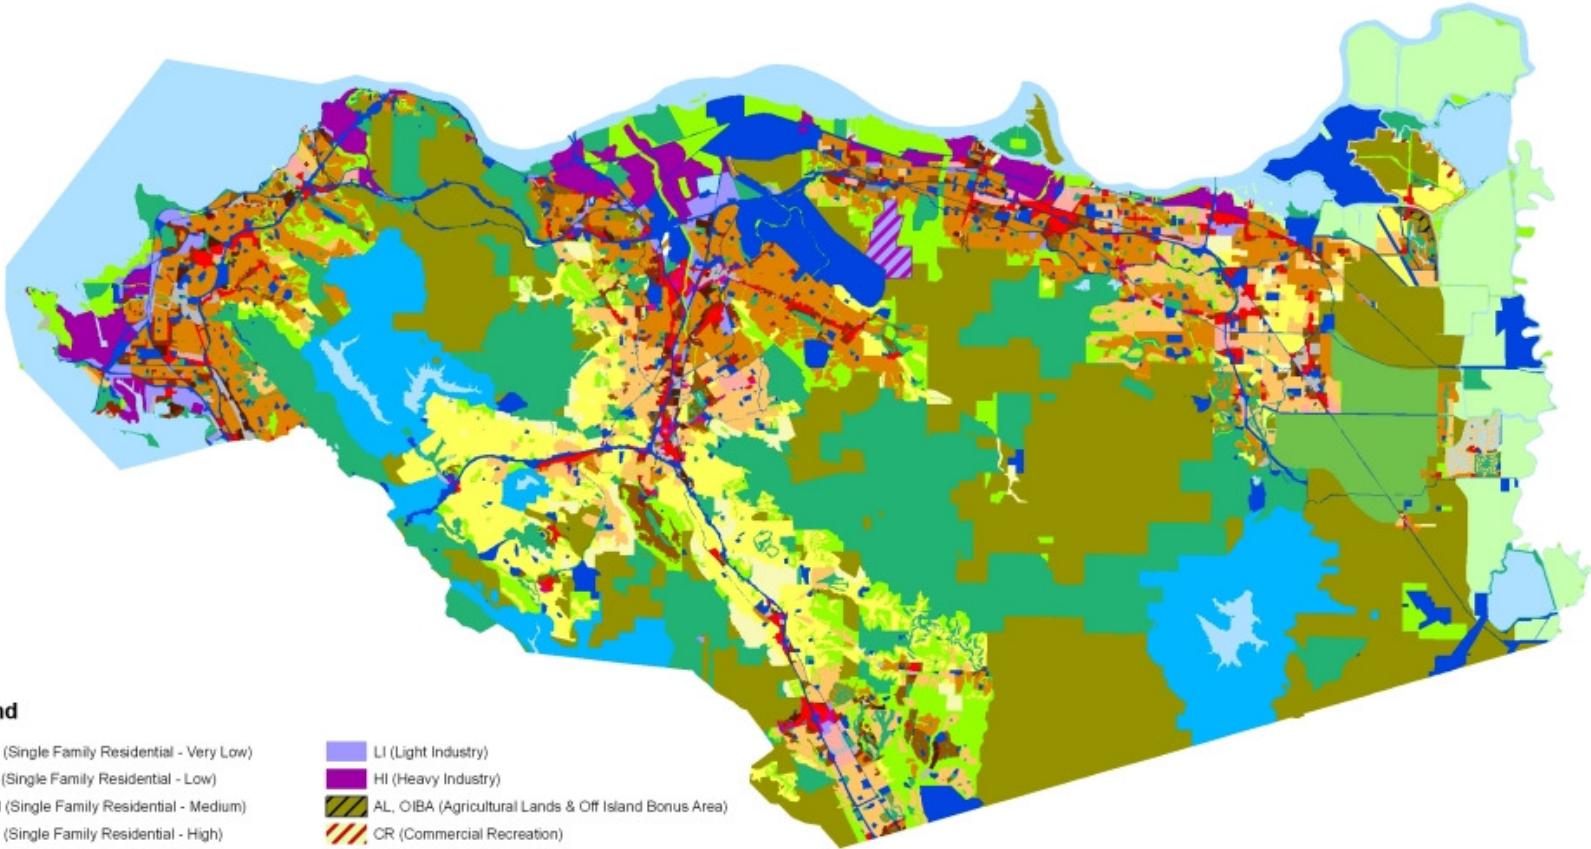 nd
(Single Family Residential - Very Low)
(Single Family Residential - Low)
(Single Family Residential - Medium)
(Single Family Residential - High)
LI (Light Industry)
HI (Heavy Industry)
AL, OIBA (Agricultural Lands & Off Island Bonus Area)
CR (Commercial Recreation)